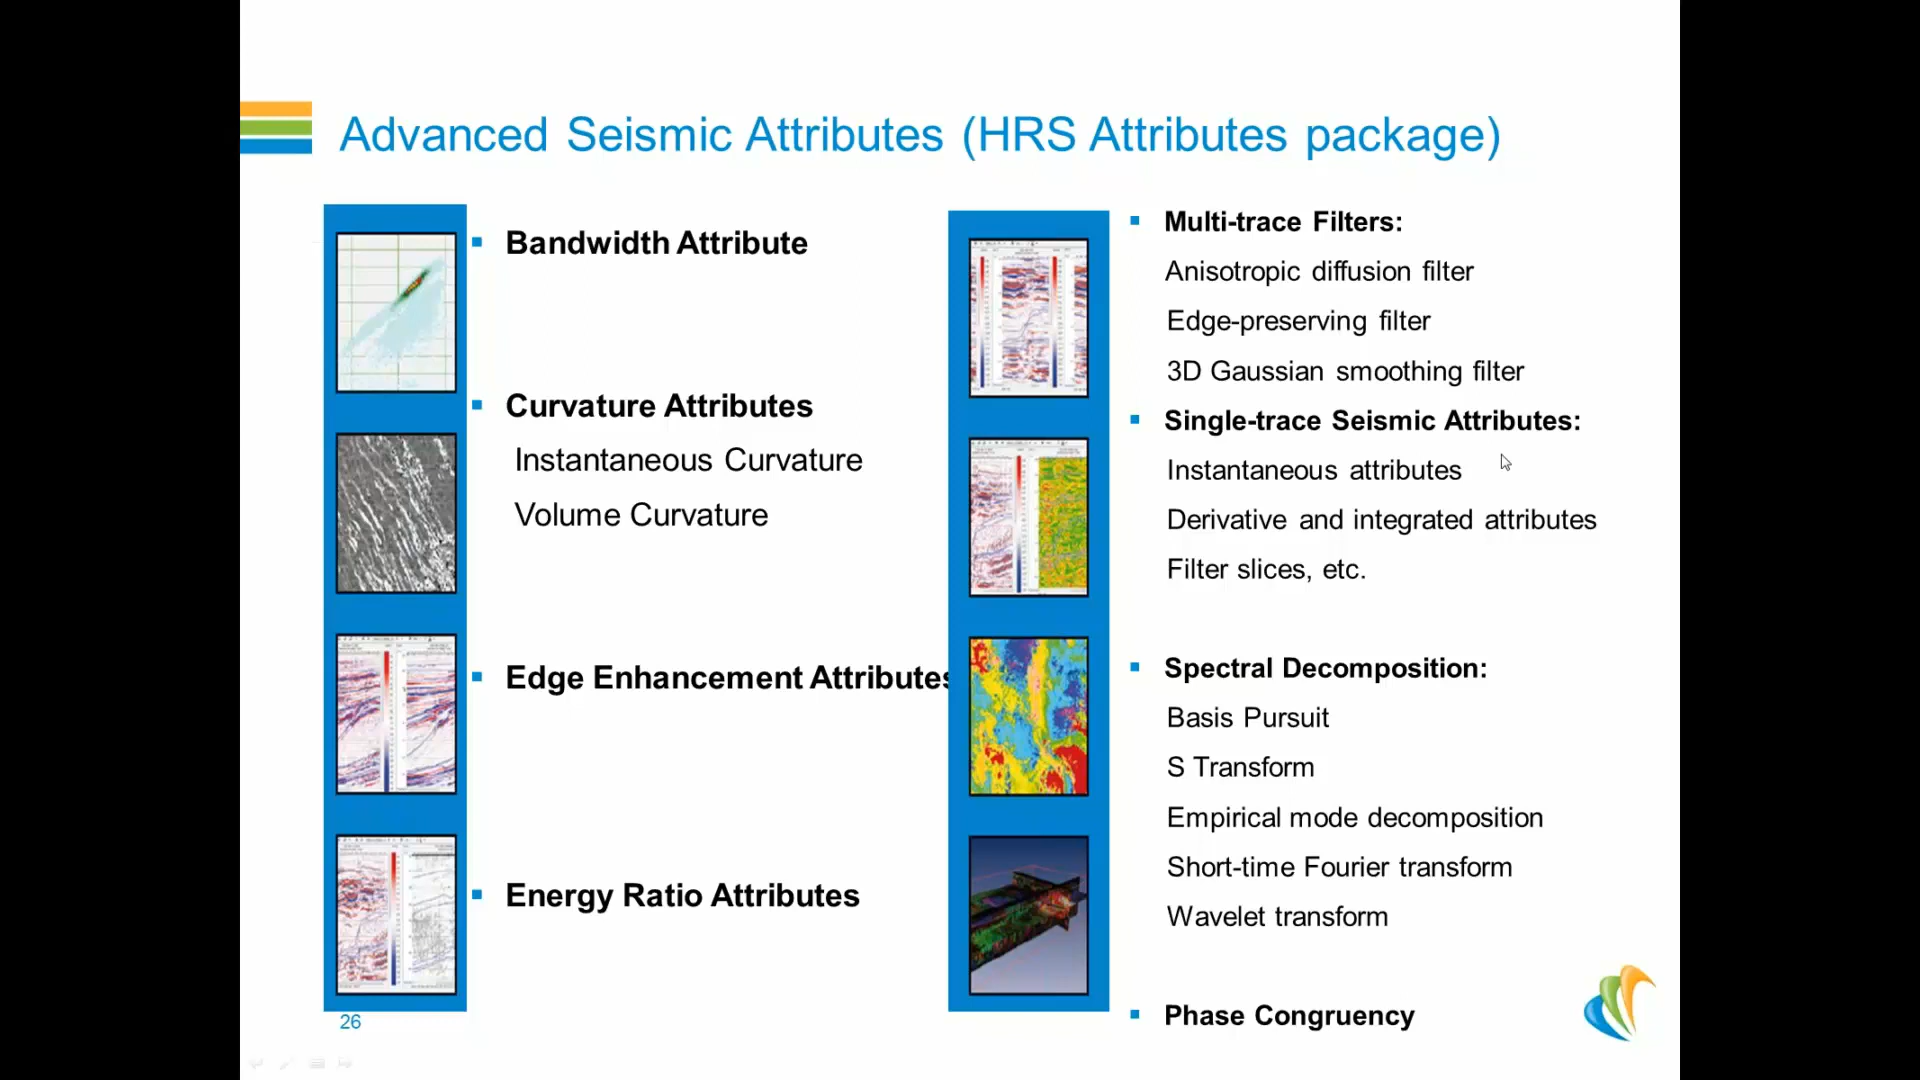 Advanced Seismic Attributes (HRS Attributes package)
Bandwidth Attribute
Curvature Attributes
Instantaneous Curvature
Volume Curvature
Edge Enhancement Attributes
Energy Ratio Attributes
Multi-trace Filters:
Anisotropic diffusion filter
Edge-preserving filter
3D Gaussian smoothing filter
Single-trace Seismic Attributes:
Instantaneous attributes
Derivative and integrated attributes
Filter slices, etc.
Spectral Decomposition:
Basis Pursuit
S Transform
Empirical mode decomposition
Short-time Fourier transform
Wavelet transform
Phase Congruency
26